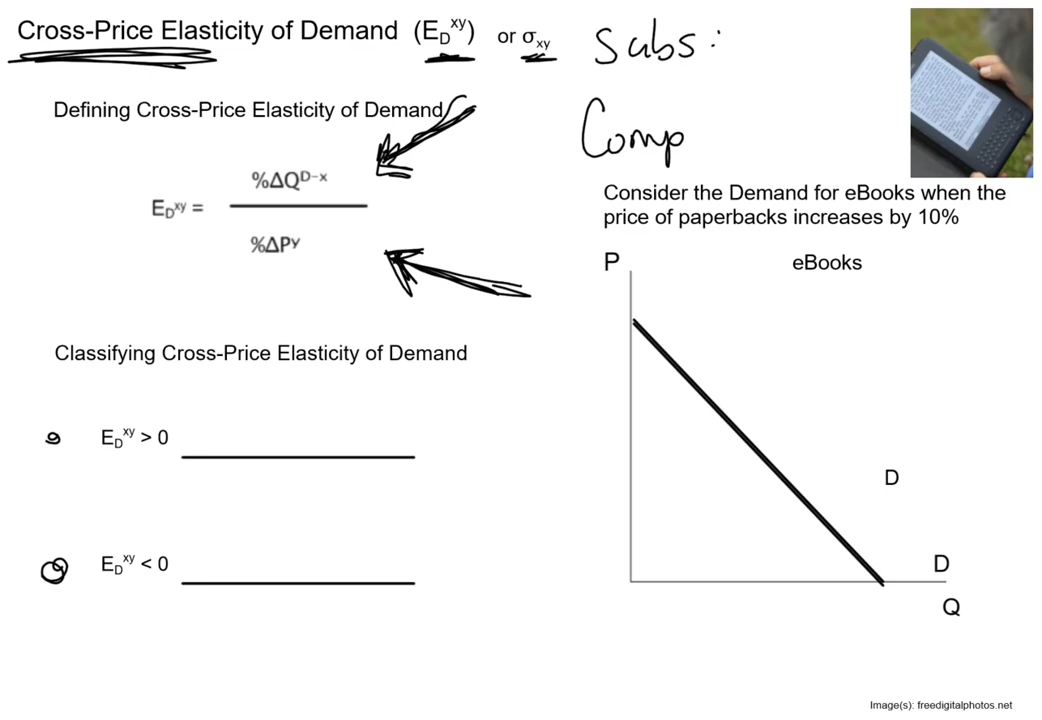 Cross-Price Elasticity of Demand (E_D^xy) or σ_xy
Subs:
Comp
Defining Cross-Price Elasticity of Demand
%ΔQ^D-x
E_D^xy =
%ΔP^y
Consider the Demand for eBooks when the
price of paperbacks increases by 10%
P
eBooks
Classifying Cross-Price Elasticity of Demand
E_D^xy > 0
D
E_D^xy < 0
D
Q
Image(s): freedigitalphotos.net